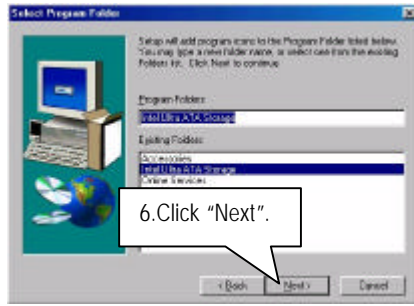 Select Program Folder
Setup will add program icons to the Program Folder listed below.
You may type a new folder name, or select one from the existing
Folders list. Click Next to continue.
Program Folders:
Intel Ultra ATA Storage
Existing Folders:
Accessories
Intel Ultra ATA Storage
Online Services
6.Click “Next”.
< Back
Next >
Cancel